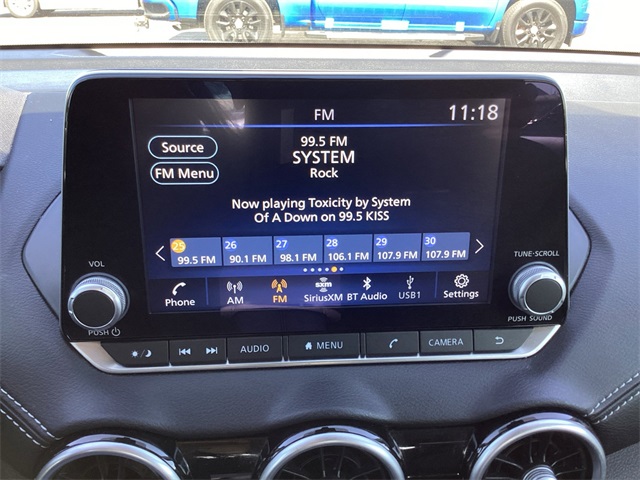 FM
11:18
Source
FM Menu
99.5 FM
SYSTEM
Rock
Now playing Toxicity by System
Of A Down on 99.5 KISS
25
99.5 FM
26
90.1 FM
27
98.1 FM
28
106.1 FM
29
107.9 FM
30
107.9 FM
Phone
AM
FM
sxm
SiriusXM
BT Audio
USB1
Settings
VOL
PUSH
TUNE·SCROLL
PUSH SOUND
AUDIO
MENU
CAMERA